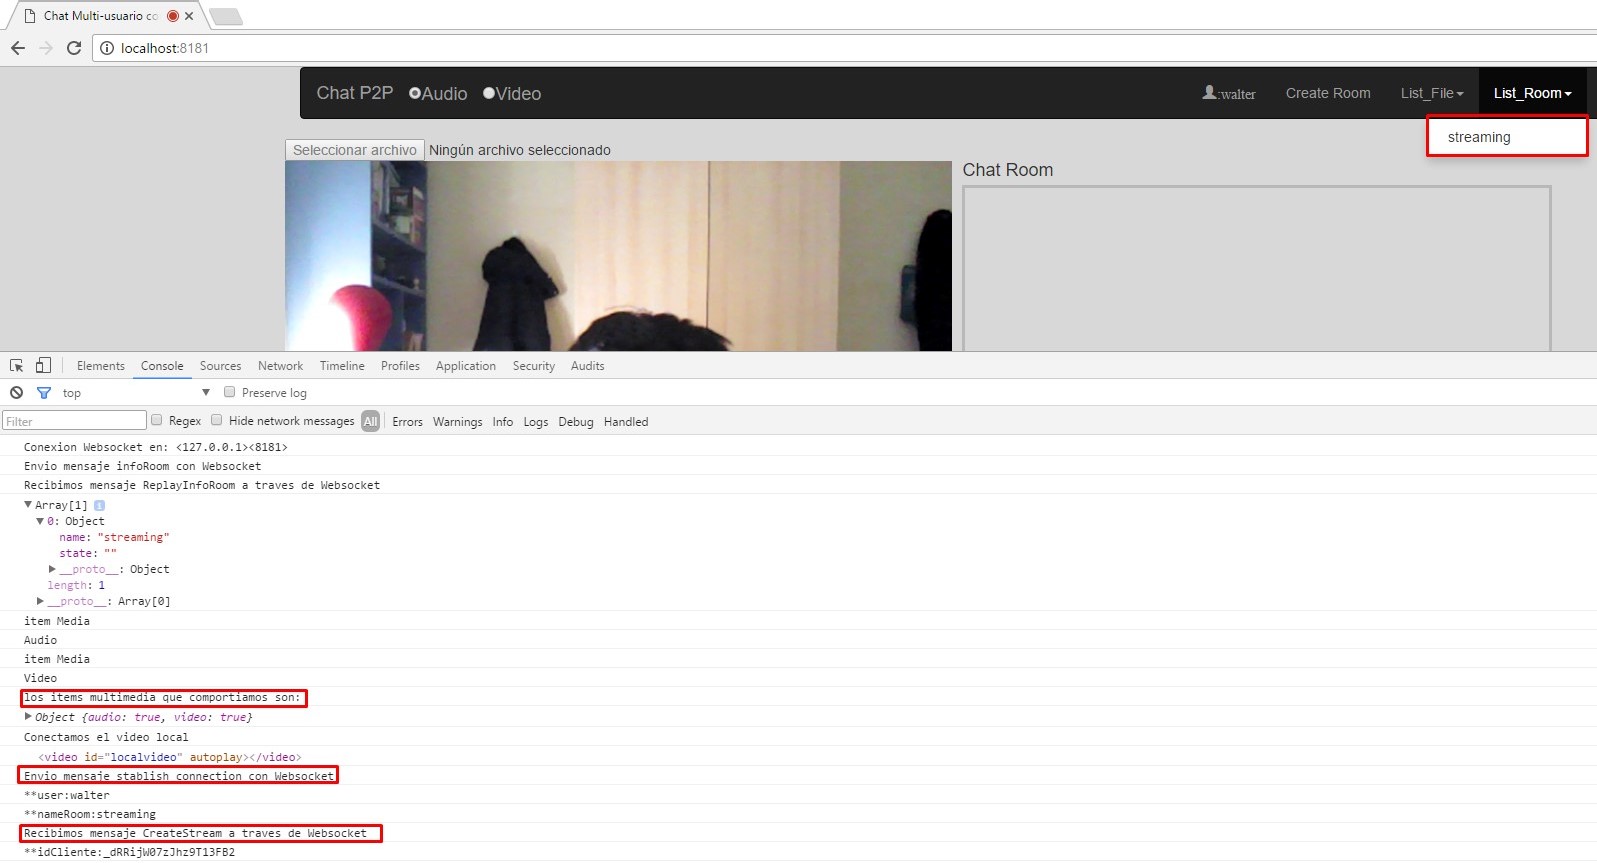 Chat Multi-usuario co
localhost:8181
Chat P2P Audio Video :walter Create Room List_File List_Room
streaming
Seleccionar archivo Ningún archivo seleccionado
Chat Room
Elements Console Sources Network Timeline Profiles Application Security Audits
top Preserve log
Filter Regex Hide network messages All Errors Warnings Info Logs Debug Handled
Conexion Websocket en: <127.0.0.1><8181>
Envio mensaje infoRoom con Websocket
Recibimos mensaje ReplayInfoRoom a traves de Websocket
Array[1] i
0: Object
name: "streaming"
state: ""
__proto__: Object
length: 1
__proto__: Array[0]
item Media
Audio
item Media
Video
los items multimedia que comportiamos son:
Object {audio: true, video: true}
Conectamos el video local
<video id="localvideo" autoplay></video>
Envio mensaje stablish connection con Websocket
**user:walter
**nameRoom:streaming
Recibimos mensaje CreateStream a traves de Websocket
**idCliente:_dRRijW07zJhz9T13FB2